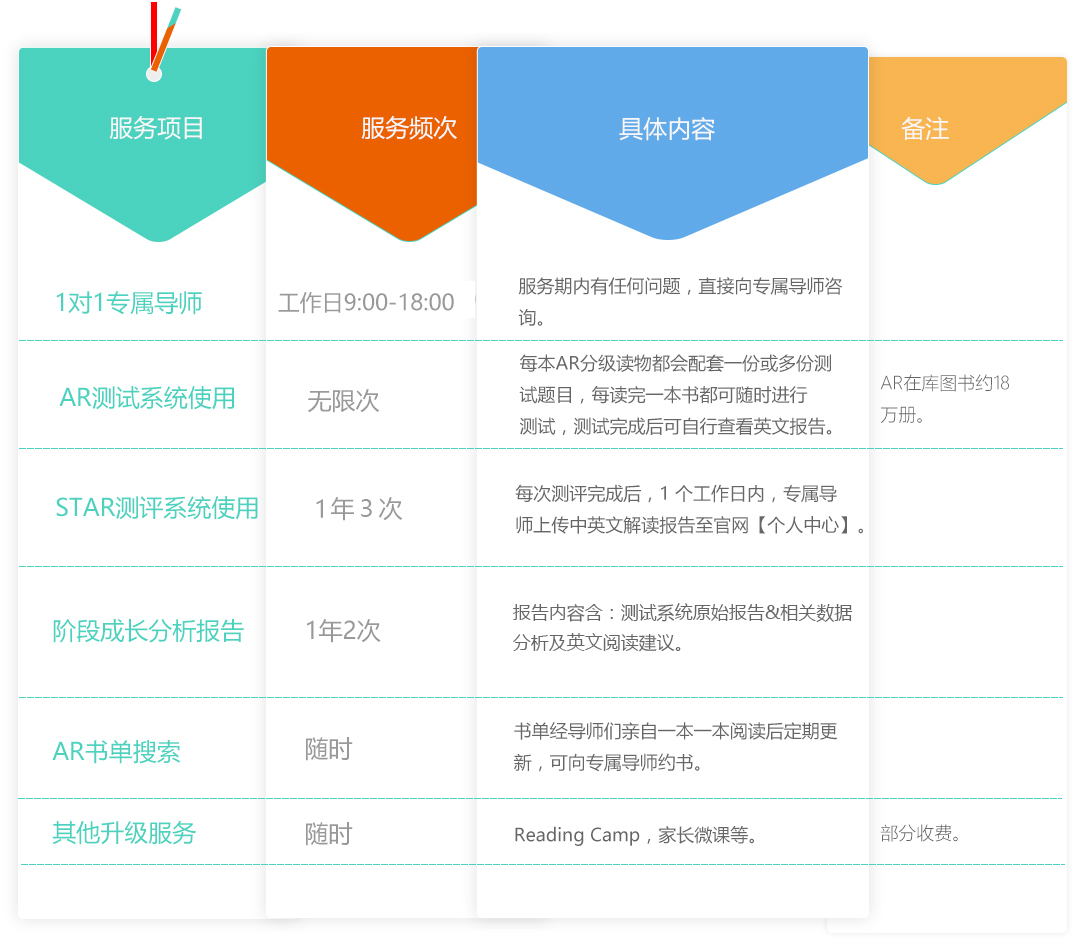 服务项目
服务频次
具体内容
备注
1对1专属导师
工作日9:00-18:00
服务期内有任何问题，直接向专属导师咨
询。
AR测试系统使用
无限次
每本AR分级读物都会配套一份或多份测
试题目，每读完一本书都可随时进行
测试，测试完成后可自行查看英文报告。
AR在库图书约18
万册。
STAR测评系统使用
1 年 3 次
每次测评完成后，1 个工作日内，专属导
师上传中英文解读报告至官网【个人中心】。
阶段成长分析报告
1年2次
报告内容含：测试系统原始报告&相关数据
分析及英文阅读建议。
AR书单搜索
随时
书单经导师们亲自一本一本阅读后定期更
新，可向专属导师约书。
其他升级服务
随时
Reading Camp，家长微课等。
部分收费。